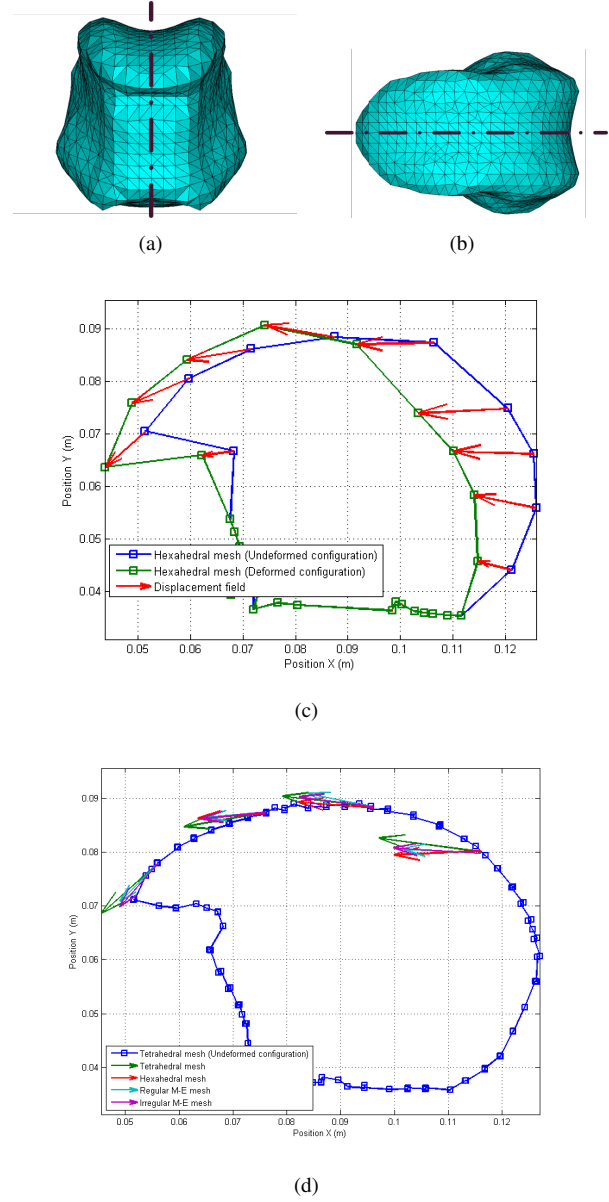 (a)
(b)
0.09
0.08
0.07
0.06
0.05
0.04
Position Y (m)
Hexahedral mesh (Undeformed configuration)
Hexahedral mesh (Deformed configuration)
Displacement field
0.05 0.06 0.07 0.08 0.09 0.1 0.11 0.12
Position X (m)
(c)
0.09
0.08
0.07
0.06
0.05
0.04
Position Y (m)
Tetrahedral mesh (Undeformed configuration)
Tetrahedral mesh
Hexahedral mesh
Regular M-E mesh
Irregular M-E mesh
0.05 0.06 0.07 0.08 0.09 0.1 0.11 0.12
Position X (m)
(d)